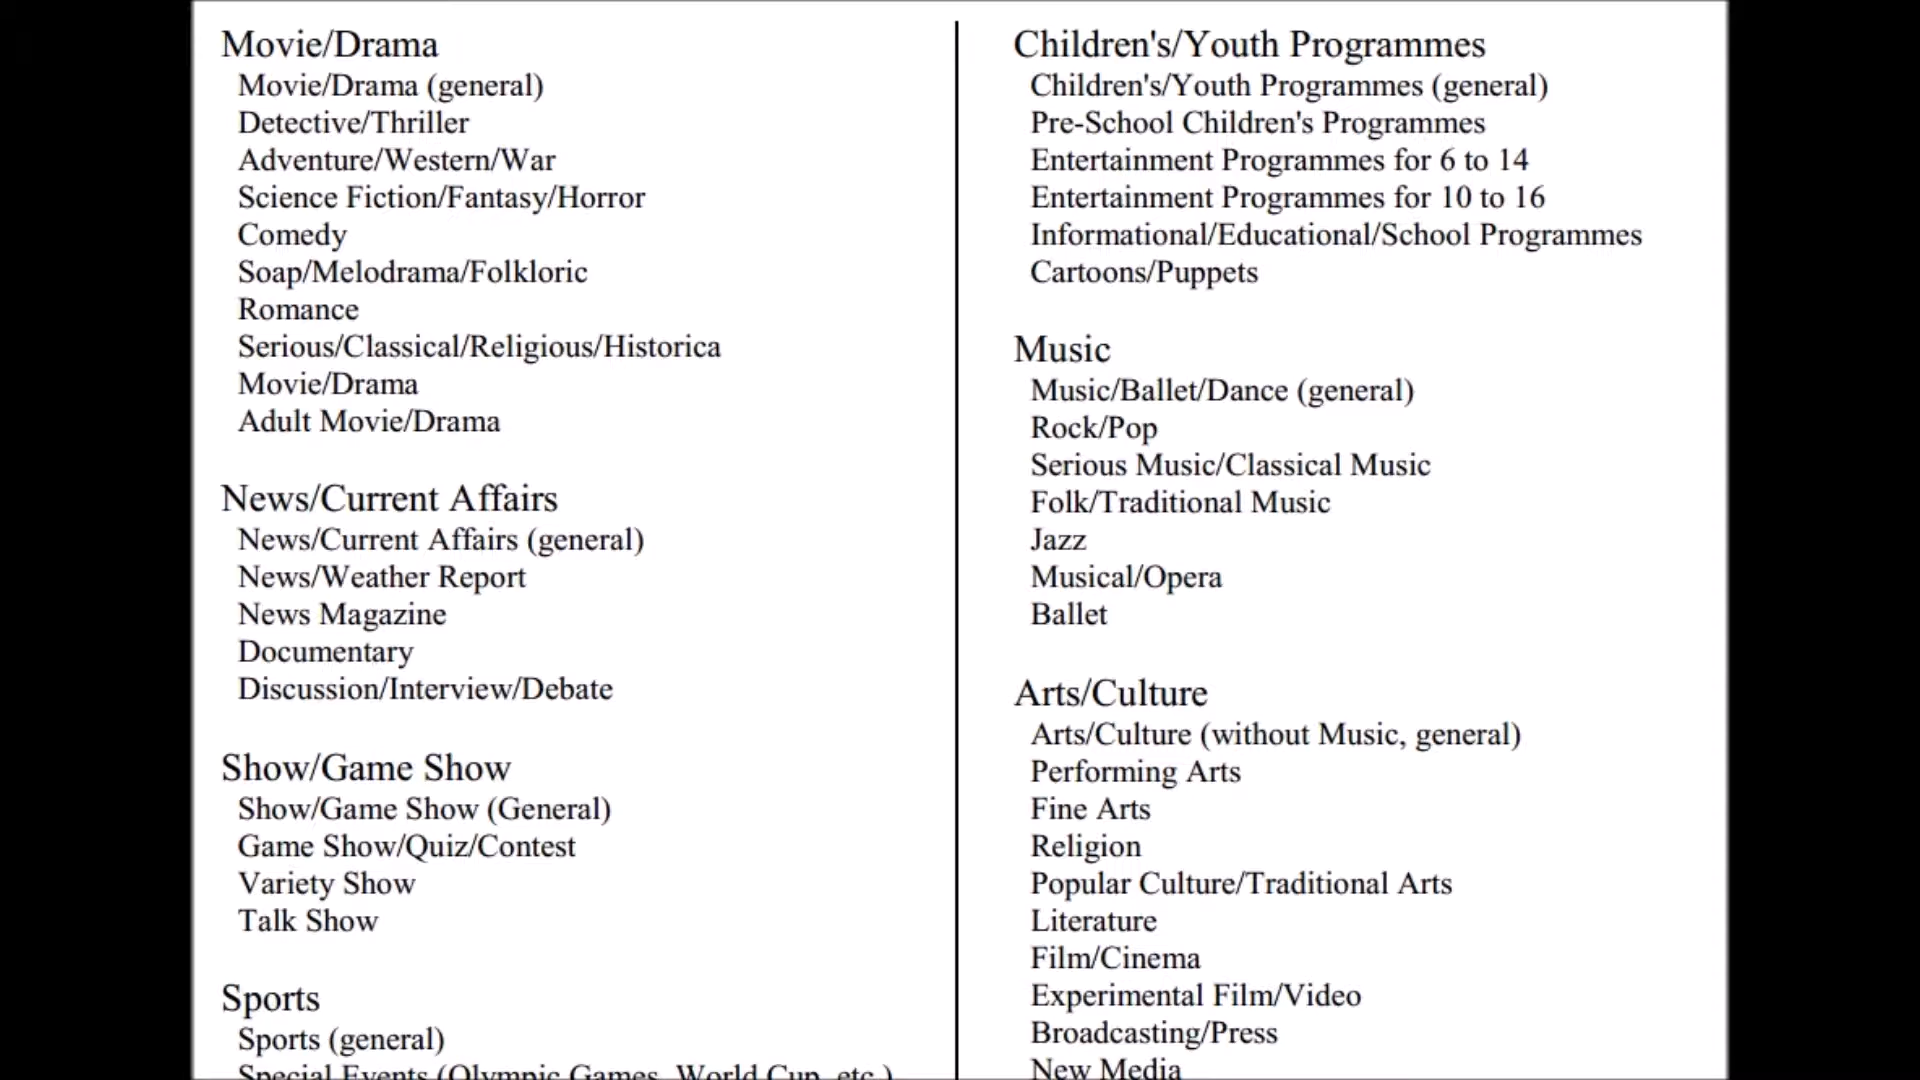 Movie/Drama
Movie/Drama (general)
Detective/Thriller
Adventure/Western/War
Science Fiction/Fantasy/Horror
Comedy
Soap/Melodrama/Folkloric
Romance
Serious/Classical/Religious/Historica
Movie/Drama
Adult Movie/Drama
News/Current Affairs
News/Current Affairs (general)
News/Weather Report
News Magazine
Documentary
Discussion/Interview/Debate
Show/Game Show
Show/Game Show (General)
Game Show/Quiz/Contest
Variety Show
Talk Show
Sports
Sports (general)
Special Events (Olympic Games, World Cup, etc.)
Children's/Youth Programmes
Children's/Youth Programmes (general)
Pre-School Children's Programmes
Entertainment Programmes for 6 to 14
Entertainment Programmes for 10 to 16
Informational/Educational/School Programmes
Cartoons/Puppets
Music
Music/Ballet/Dance (general)
Rock/Pop
Serious Music/Classical Music
Folk/Traditional Music
Jazz
Musical/Opera
Ballet
Arts/Culture
Arts/Culture (without Music, general)
Performing Arts
Fine Arts
Religion
Popular Culture/Traditional Arts
Literature
Film/Cinema
Experimental Film/Video
Broadcasting/Press
New Media